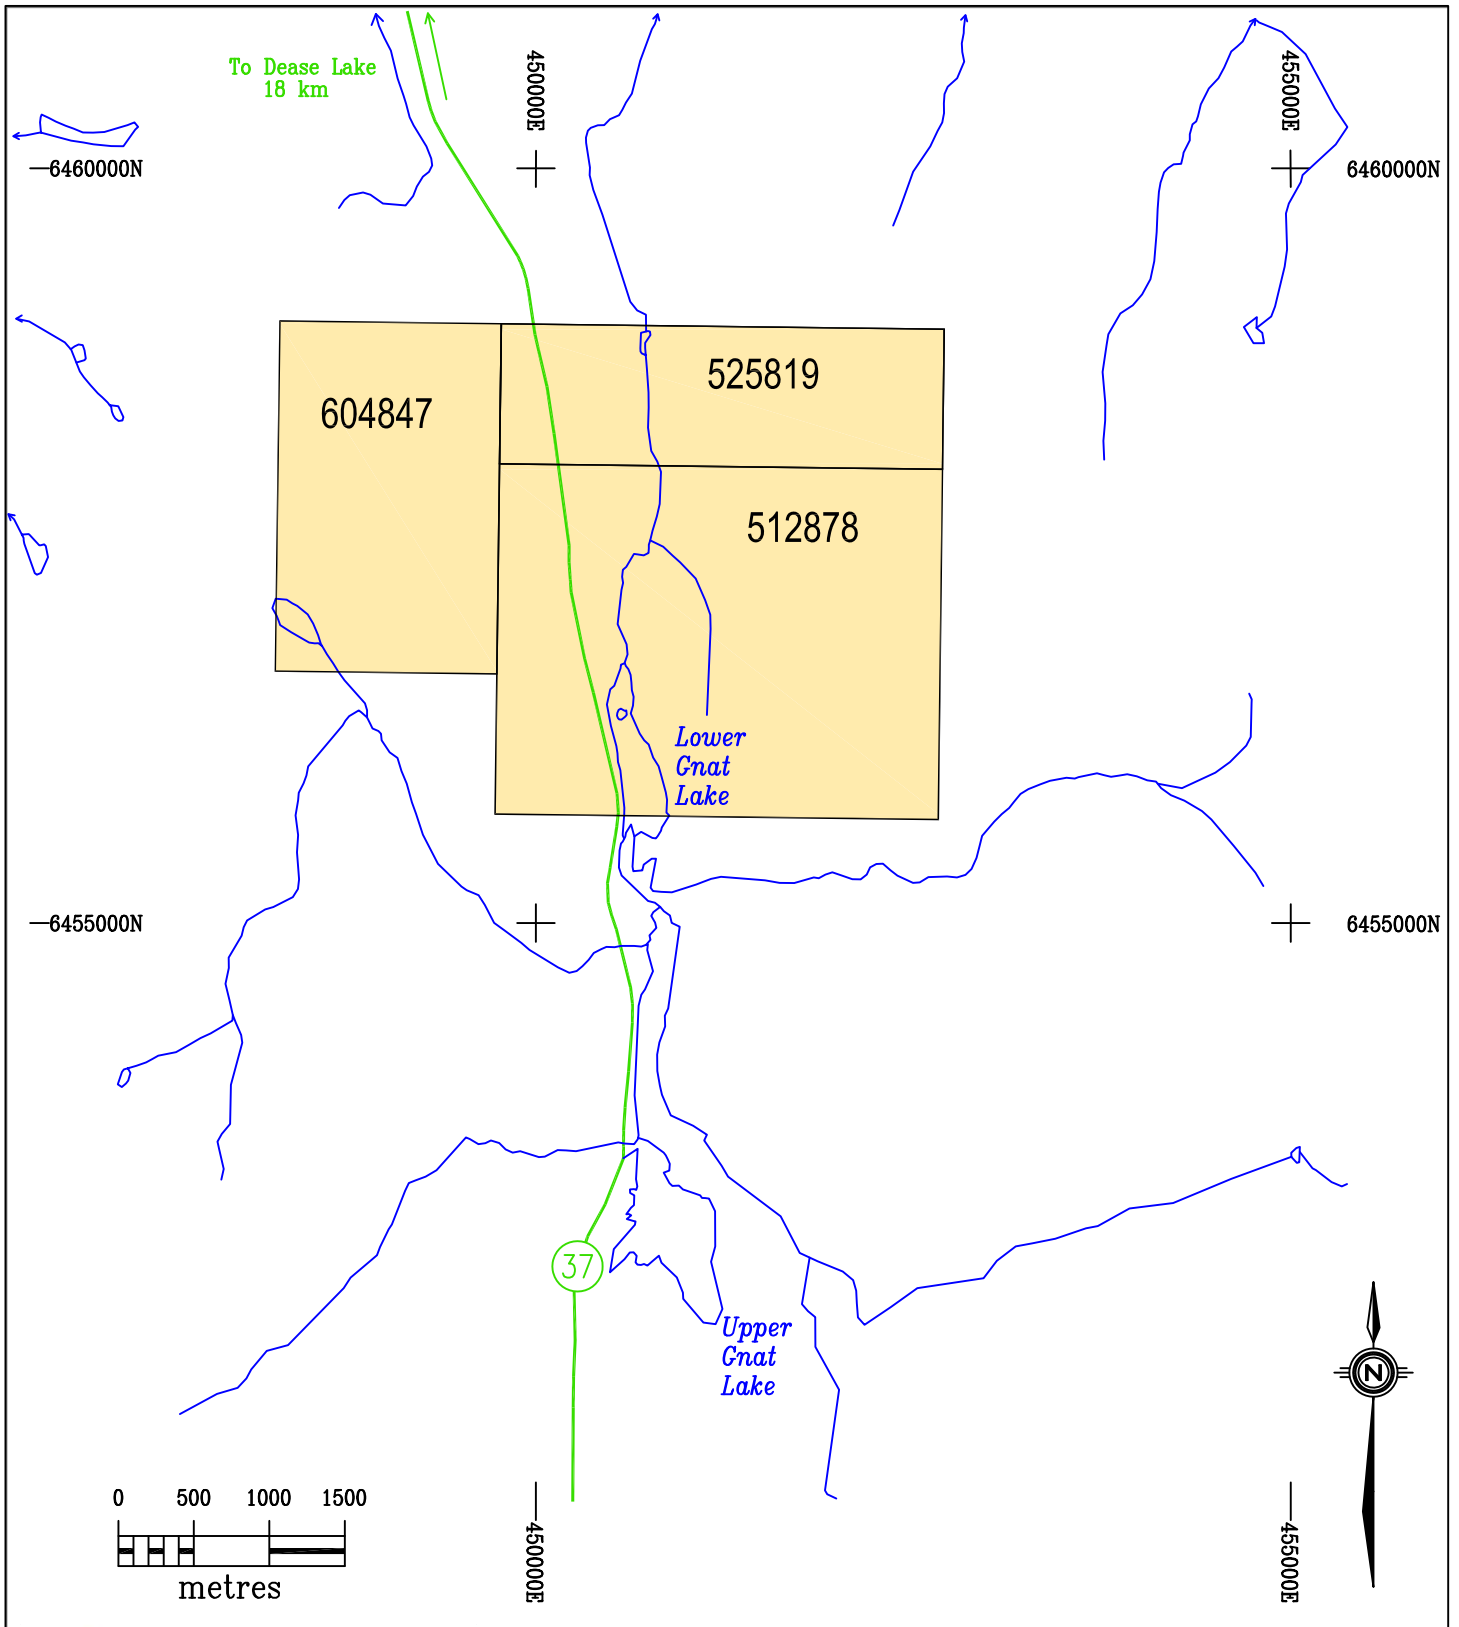 To Dease Lake
18 km
450000E
455000E
6460000N
6460000N
525819
604847
512878
Lower
Gnat
Lake
6455000N
6455000N
37
Upper
Gnat
Lake
N
0 500 1000 1500
metres
450000E
455000E